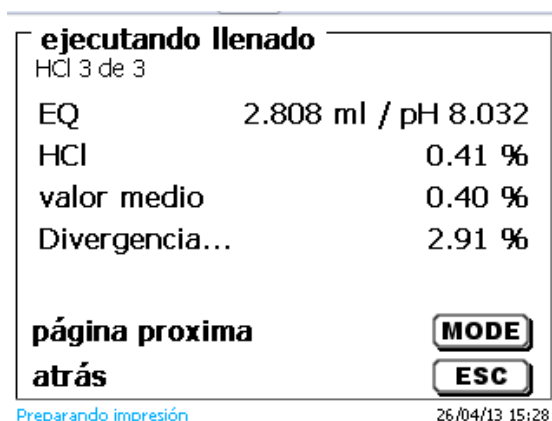 ejecutando llenado
HCl 3 de 3
EQ 2.808 ml / pH 8.032
HCl 0.41 %
valor medio 0.40 %
Divergencia... 2.91 %
página proxima MODE
atrás ESC
Preparando impresión 26/04/13 15:28